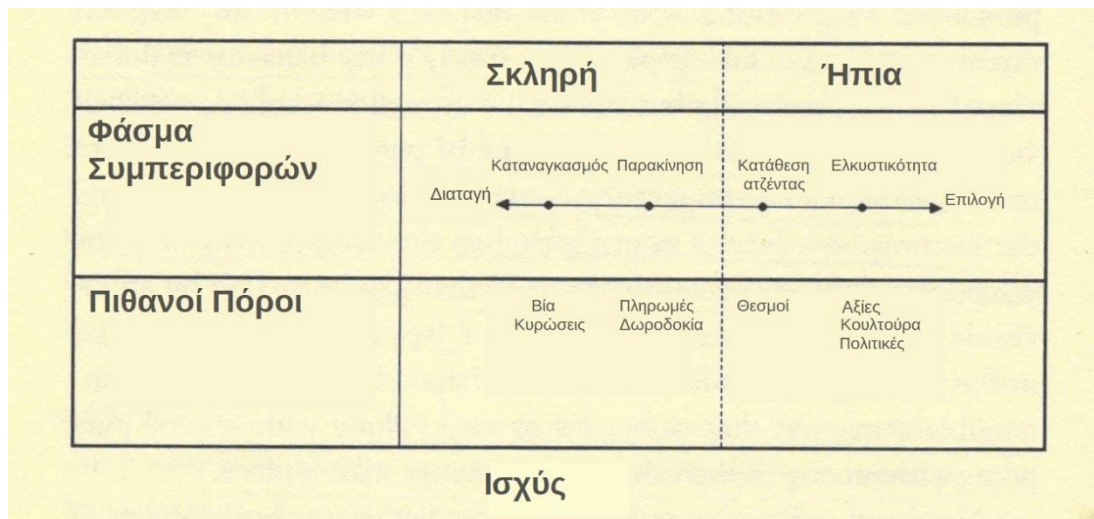 Σκληρή Ήπια
Φάσμα
Συμπεριφορών
Καταναγκασμός Παρακίνηση Κατάθεση Ελκυστικότητα
ατζέντας
Διαταγή Επιλογή
Πιθανοί Πόροι
Βία Πληρωμές Θεσμοί Αξίες
Κυρώσεις Δωροδοκία Κουλτούρα
Πολιτικές
Ισχύς